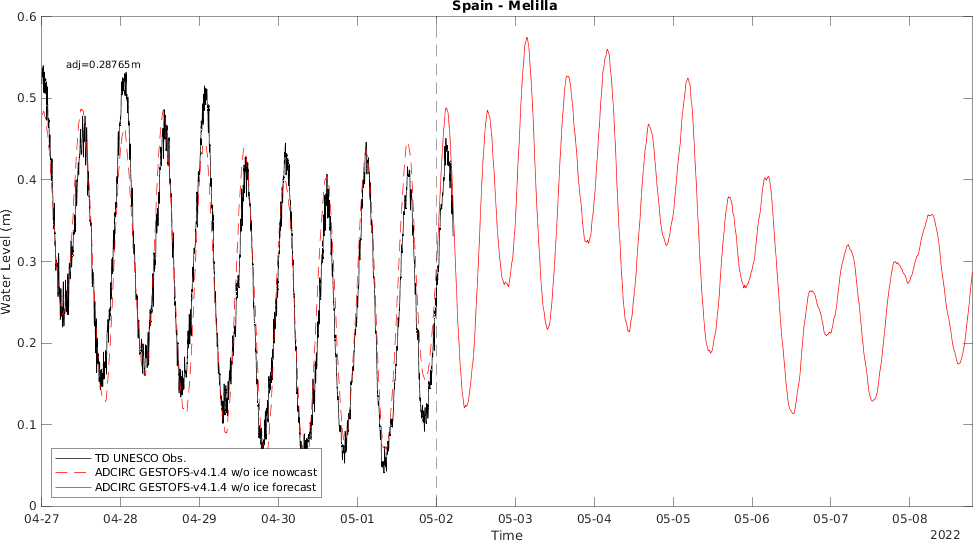 Spain - Melilla
0.6
adj=0.28765m
0.5
0.4
0.3
Water Level (m)
0.2
0.1
TD UNESCO Obs.
ADCIRC GESTOFS-v4.1.4 w/o ice nowcast
ADCIRC GESTOFS-v4.1.4 w/o ice forecast
0
04-27 04-28 04-29 04-30 05-01 05-02 05-03 05-04 05-05 05-06 05-07 05-08
Time
2022